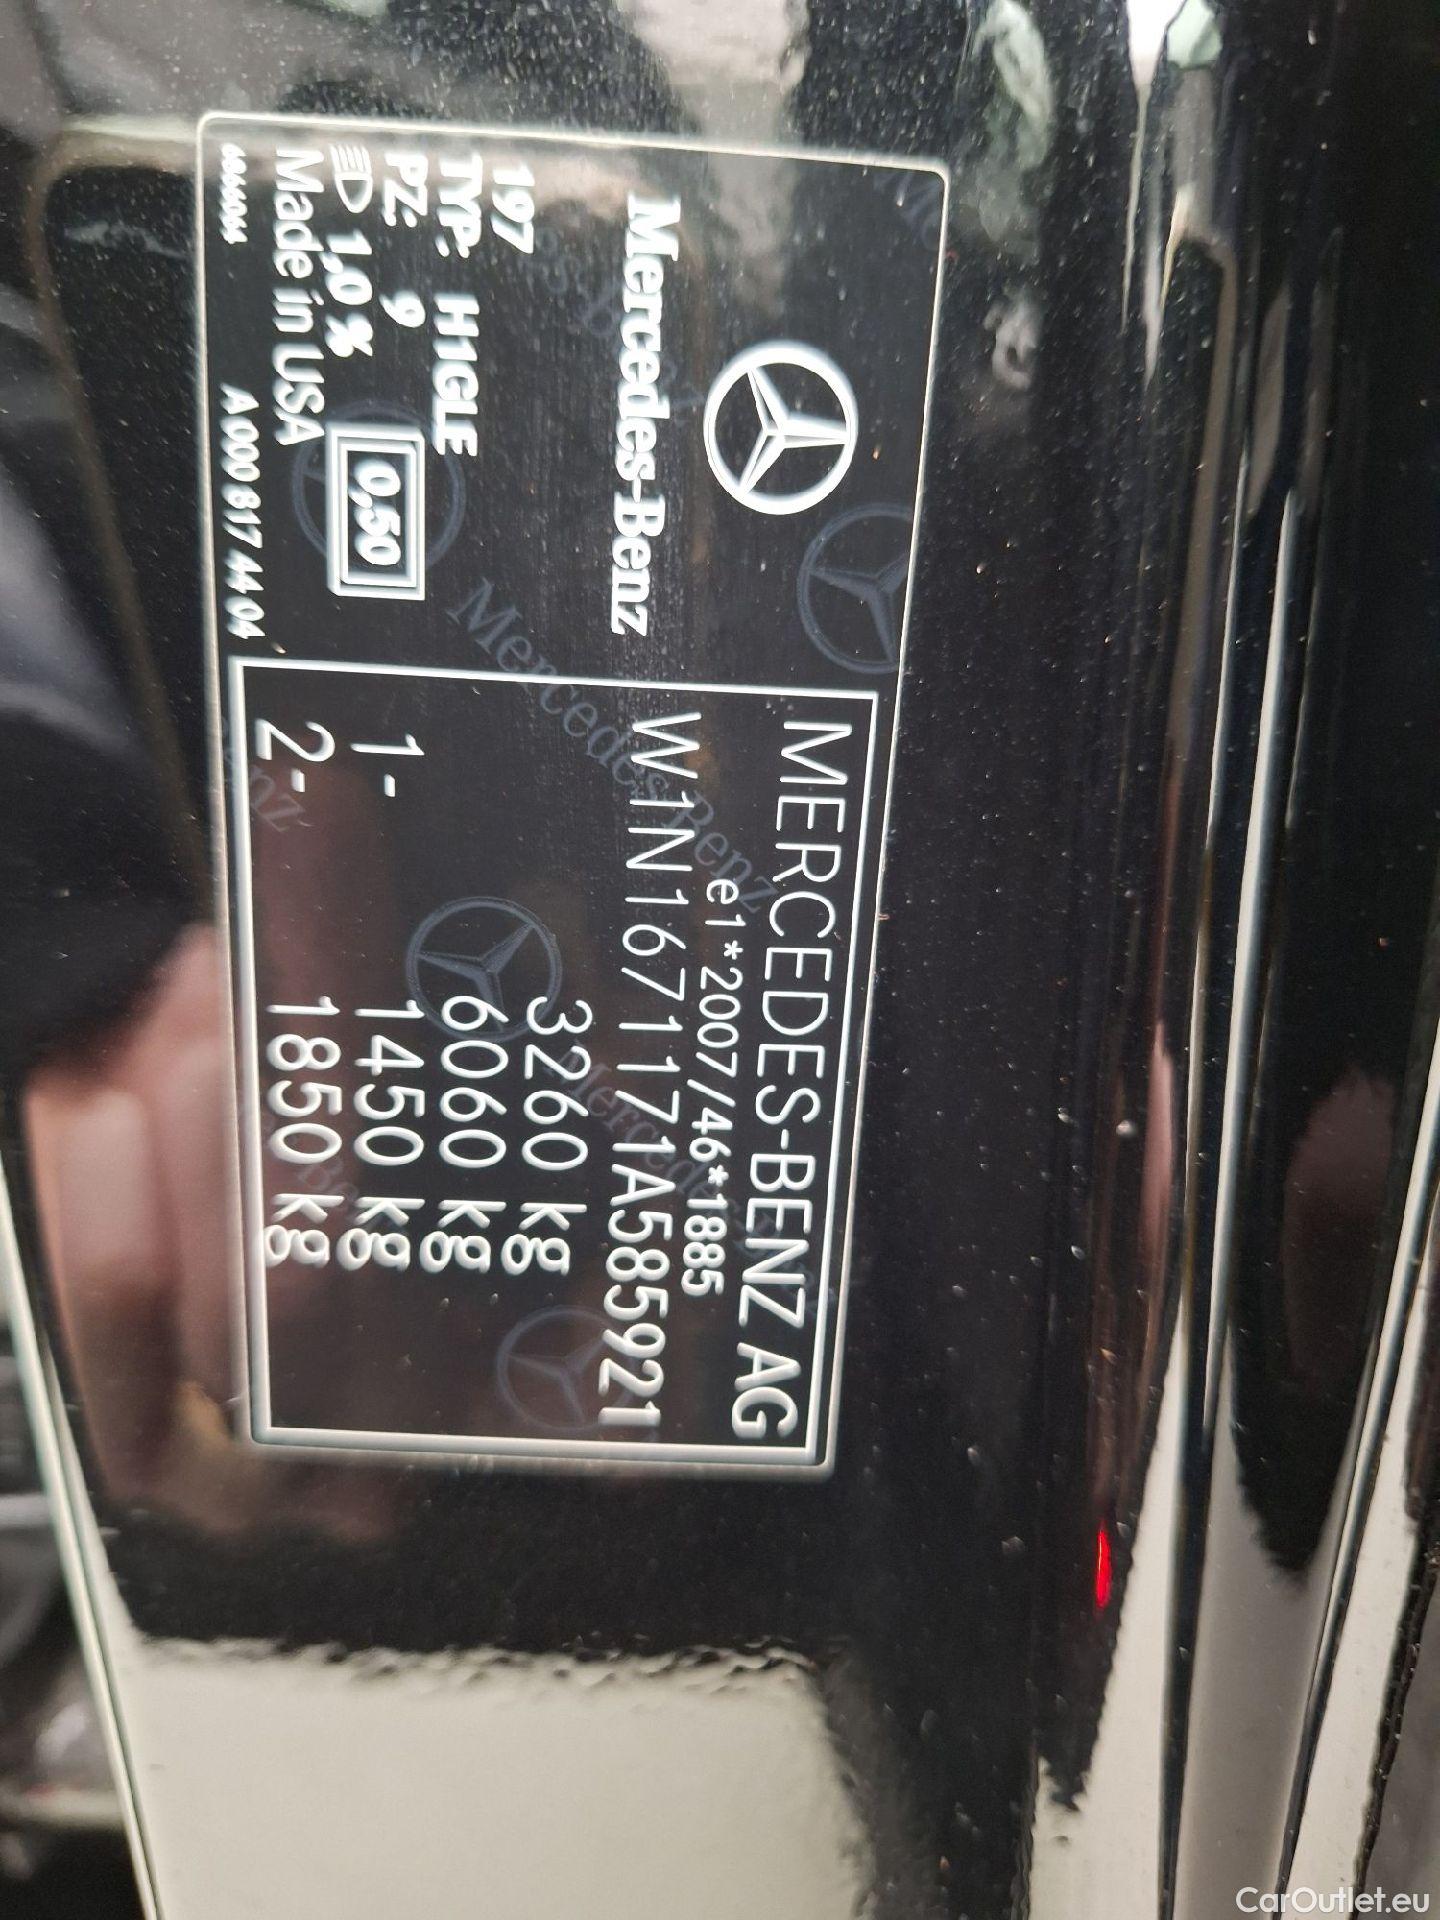 Mercedes-Benz
197
TYP: H1GLE
PZ: 9
1,0 %
0,50
Made in USA
A 000 817 44 04
MERCEDES-BENZ AG
e1*2007/46*1885
W1N1671171A585921
3260 kg
6060 kg
1- 1450 kg
2- 1850 kg
Mercedes-Benz
CarOutlet.eu